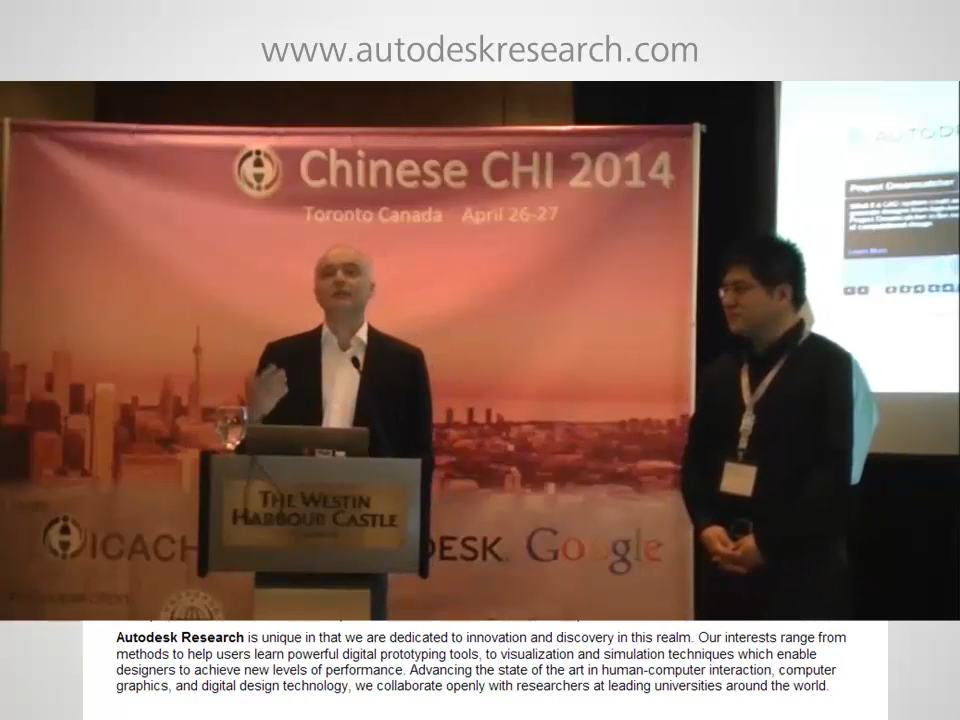 www.autodeskresearch.com
Chinese CHI 2014
Toronto Canada April 26-27
AUTODE
Project Dreamcatcher
Learn More
THE WESTIN
HARBOUR CASTLE
ICACH
DESK. Google
Autodesk Research is unique in that we are dedicated to innovation and discovery in this realm. Our interests range from
methods to help users learn powerful digital prototyping tools, to visualization and simulation techniques which enable
designers to achieve new levels of performance. Advancing the state of the art in human-computer interaction, computer
graphics, and digital design technology, we collaborate openly with researchers at leading universities around the world.